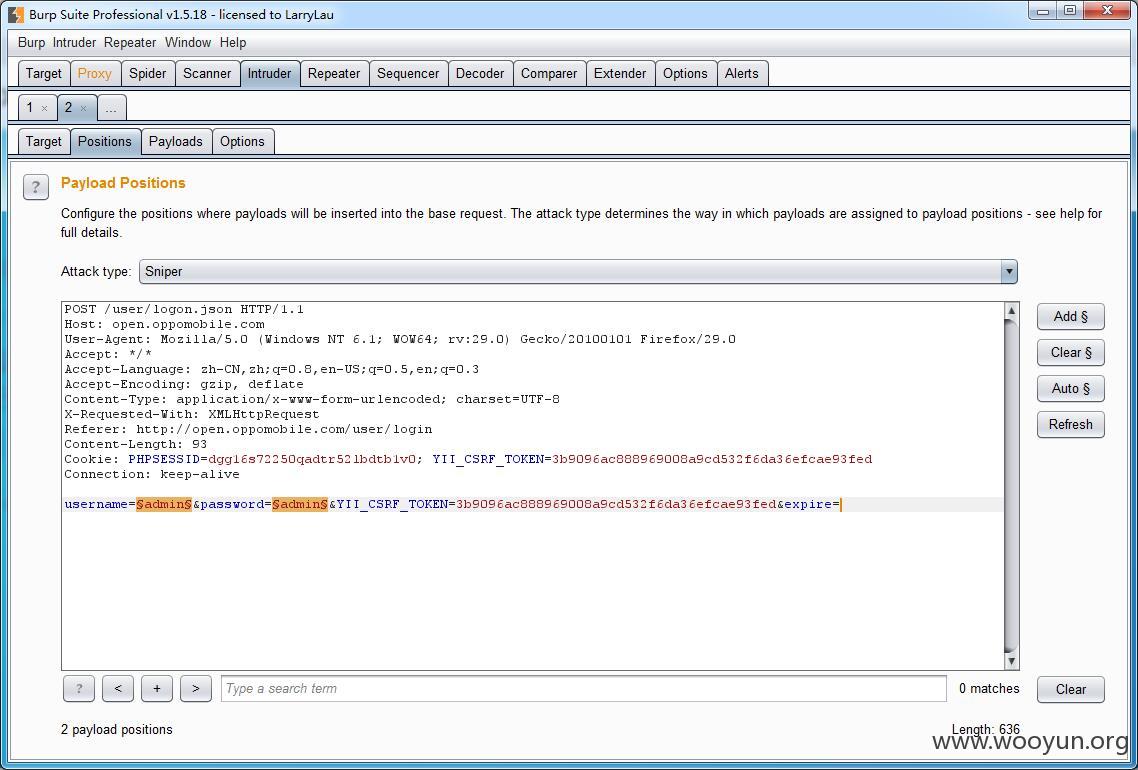 Burp Suite Professional v1.5.18 - licensed to LarryLau
Burp Intruder Repeater Window Help
Target Proxy Spider Scanner Intruder Repeater Sequencer Decoder Comparer Extender Options Alerts
1 × 2 × ...
Target Positions Payloads Options
? Payload Positions
Configure the positions where payloads will be inserted into the base request. The attack type determines the way in which payloads are assigned to payload positions - see help for
full details.
Attack type: Sniper
POST /user/logon.json HTTP/1.1
Host: open.oppomobile.com
User-Agent: Mozilla/5.0 (Windows NT 6.1; WOW64; rv:29.0) Gecko/20100101 Firefox/29.0
Accept: */*
Accept-Language: zh-CN,zh;q=0.8,en-US;q=0.5,en;q=0.3
Accept-Encoding: gzip, deflate
Content-Type: application/x-www-form-urlencoded; charset=UTF-8
X-Requested-With: XMLHttpRequest
Referer: http://open.oppomobile.com/user/login
Content-Length: 93
Cookie: PHPSESSID=dgg16s72250qadtr521bdtb1v0; YII_CSRF_TOKEN=3b9096ac888969008a9cd532f6da36efcae93fed
Connection: keep-alive
username=§admin§&password=§admin§&YII_CSRF_TOKEN=3b9096ac888969008a9cd532f6da36efcae93fed&expire=
Add §
Clear §
Auto §
Refresh
? < + > Type a search term 0 matches Clear
2 payload positions Length: 636
www.wooyun.org